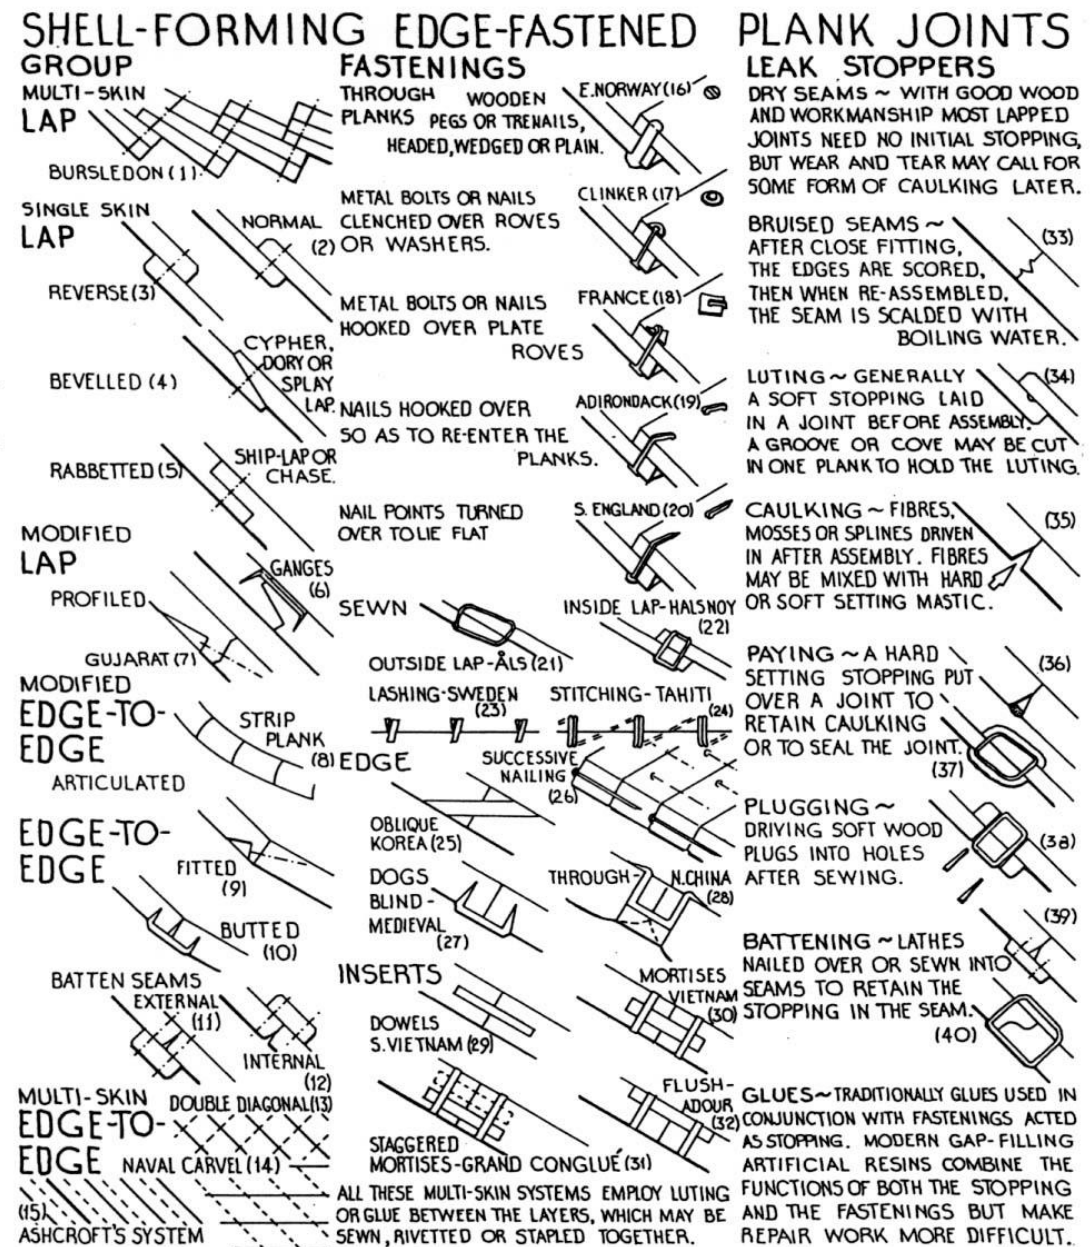 SHELL-FORMING EDGE-FASTENED PLANK JOINTS
GROUP
MULTI-SKIN
LAP
BURSLEDON (1)
SINGLE SKIN
LAP
NORMAL
(2)
REVERSE (3)
BEVELLED (4)
CYPHER,
DORY OR
SPLAY
LAP.
RABBETTED (5)
SHIP-LAP OR
CHASE.
MODIFIED
LAP
GANGES
(6)
PROFILED
GUJARAT (7)
MODIFIED
EDGE-TO-
EDGE
STRIP
PLANK
(8)
ARTICULATED
EDGE-TO-
EDGE
FITTED
(9)
BUTTED
(10)
BATTEN SEAMS
EXTERNAL
(11)
INTERNAL
(12)
MULTI-SKIN
EDGE-TO-
EDGE
DOUBLE DIAGONAL (13)
NAVAL CARVEL (14)
(15)
ASHCROFT'S SYSTEM
FASTENINGS
THROUGH
PLANKS
WOODEN
PEGS OR TRENAILS,
HEADED, WEDGED OR PLAIN.
E. NORWAY (16)
METAL BOLTS OR NAILS
CLENCHED OVER ROVES
OR WASHERS.
CLINKER (17)
METAL BOLTS OR NAILS
HOOKED OVER PLATE
ROVES
FRANCE (18)
NAILS HOOKED OVER
SO AS TO RE-ENTER THE
PLANKS.
ADIRONDACK (19)
NAIL POINTS TURNED
OVER TO LIE FLAT
S. ENGLAND (20)
SEWN
OUTSIDE LAP-ÅLS (21)
INSIDE LAP-HALSNOY
(22)
LASHING-SWEDEN
(23)
STITCHING-TAHITI
(24)
EDGE
OBLIQUE
KOREA (25)
SUCCESSIVE
NAILING
(26)
DOGS
BLIND-
MEDIEVAL
(27)
THROUGH-
N. CHINA
(28)
INSERTS
DOWELS
S. VIETNAM (29)
MORTISES
VIETNAM
(30)
STAGGERED
MORTISES-GRAND CONGLUÉ (31)
FLUSH-
ADOUR
(32)
ALL THESE MULTI-SKIN SYSTEMS EMPLOY LUTING
OR GLUE BETWEEN THE LAYERS, WHICH MAY BE
SEWN, RIVETTED OR STAPLED TOGETHER.
LEAK STOPPERS
DRY SEAMS ~ WITH GOOD WOOD
AND WORKMANSHIP MOST LAPPED
JOINTS NEED NO INITIAL STOPPING,
BUT WEAR AND TEAR MAY CALL FOR
SOME FORM OF CAULKING LATER.
BRUISED SEAMS ~
AFTER CLOSE FITTING,
THE EDGES ARE SCORED,
THEN WHEN RE-ASSEMBLED,
THE SEAM IS SCALDED WITH
BOILING WATER.
(33)
LUTING ~ GENERALLY
A SOFT STOPPING LAID
IN A JOINT BEFORE ASSEMBLY.
A GROOVE OR COVE MAY BE CUT
IN ONE PLANK TO HOLD THE LUTING.
(34)
CAULKING ~ FIBRES,
MOSSES OR SPLINES DRIVEN
IN AFTER ASSEMBLY. FIBRES
MAY BE MIXED WITH HARD
OR SOFT SETTING MASTIC.
(35)
PAYING ~ A HARD
SETTING STOPPING PUT
OVER A JOINT TO
RETAIN CAULKING
OR TO SEAL THE JOINT.
(36)
(37)
PLUGGING ~
DRIVING SOFT WOOD
PLUGS INTO HOLES
AFTER SEWING.
(38)
BATTENING ~ LATHES
NAILED OVER OR SEWN INTO
SEAMS TO RETAIN THE
STOPPING IN THE SEAM.
(39)
(40)
GLUES ~ TRADITIONALLY GLUES USED IN
CONJUNCTION WITH FASTENINGS ACTED
AS STOPPING. MODERN GAP-FILLING
ARTIFICIAL RESINS COMBINE THE
FUNCTIONS OF BOTH THE STOPPING
AND THE FASTENINGS BUT MAKE
REPAIR WORK MORE DIFFICULT.